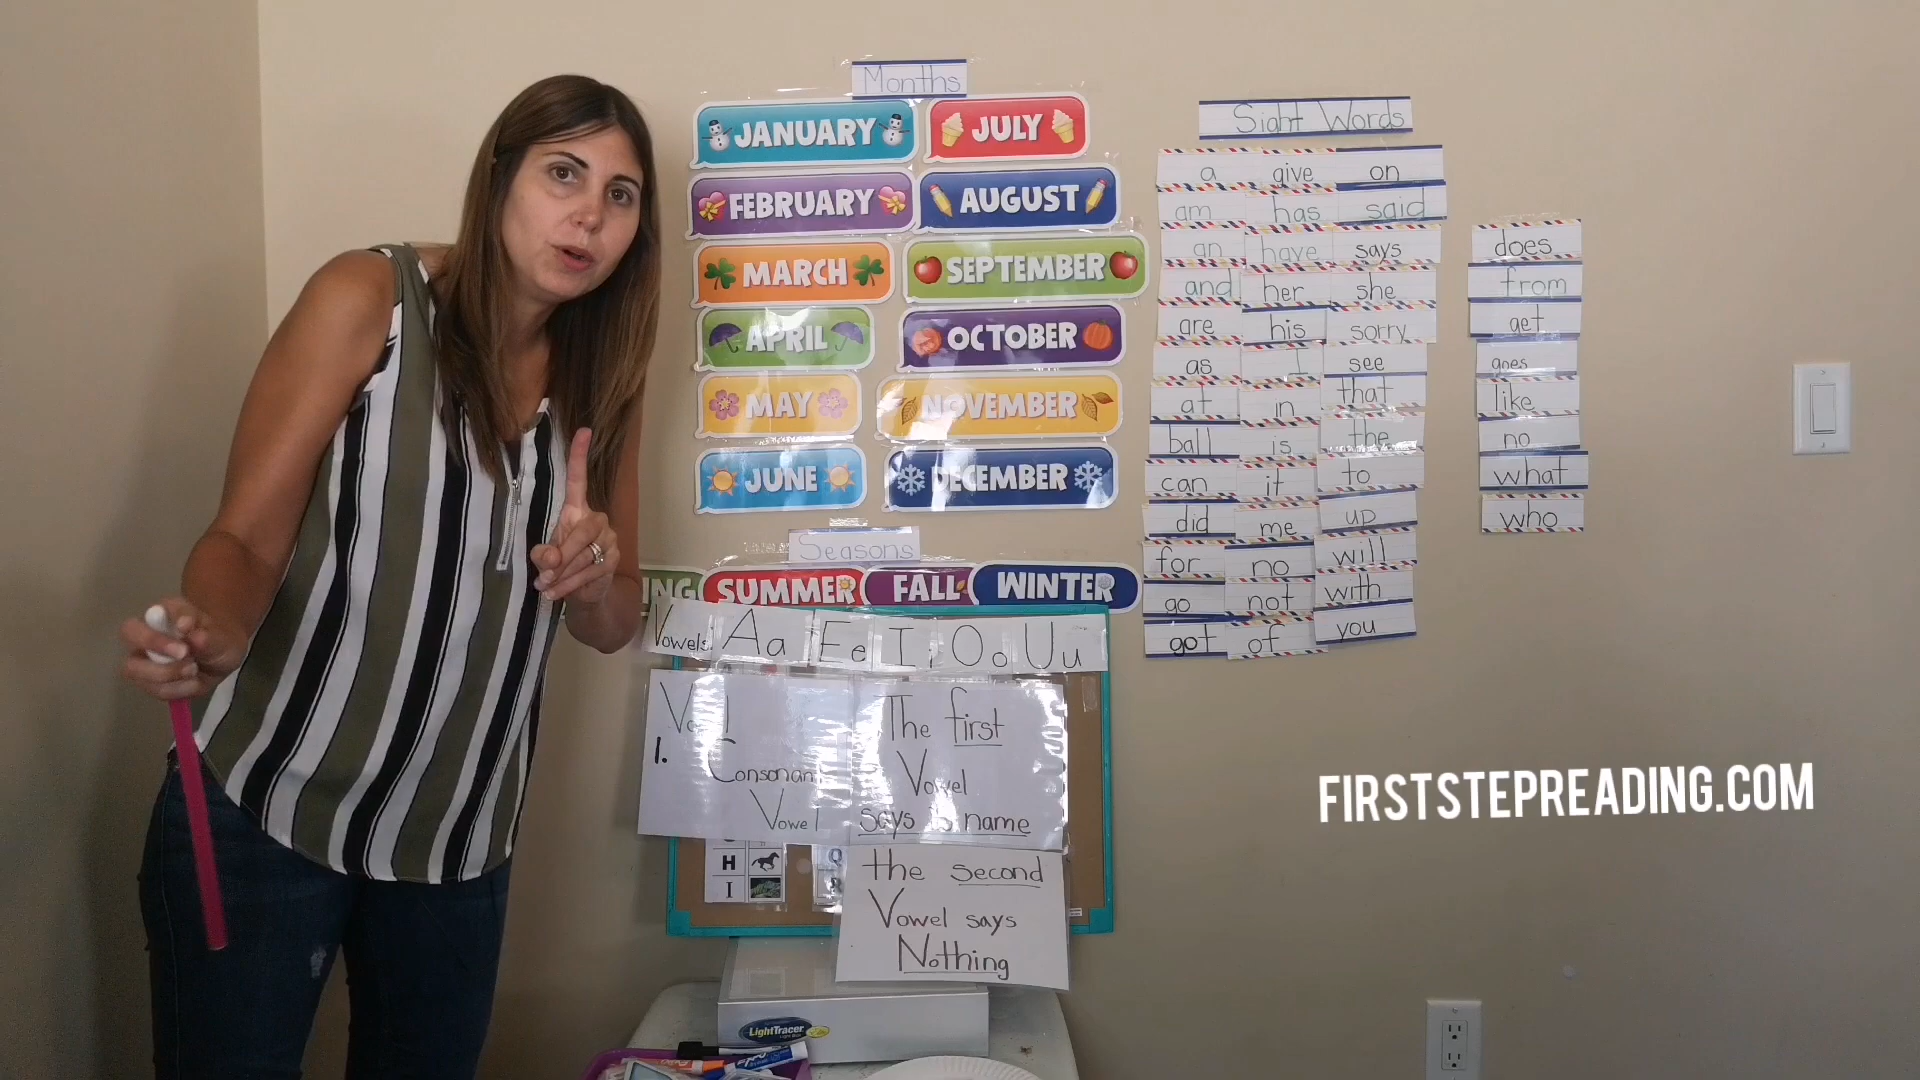 Months
JANUARY
FEBRUARY
MARCH
APRIL
MAY
JUNE
JULY
AUGUST
SEPTEMBER
OCTOBER
NOVEMBER
DECEMBER
Seasons
SUMMER
FALL
WINTER
Vowels Aa Ee Ii Oo Uu
1.
Consonant
Vowel
The first
Vowel
says is name
the second
Vowel says
Nothing
H
I
Q
LightTracer
Sight Words
a
am
an
and
are
as
at
ball
can
did
for
go
got
give
has
have
her
his
I
in
is
it
me
no
not
of
on
said
says
she
sorry
see
that
the
to
up
will
with
you
does
from
get
goes
like
no
what
who
FIRSTSTEPREADING.COM